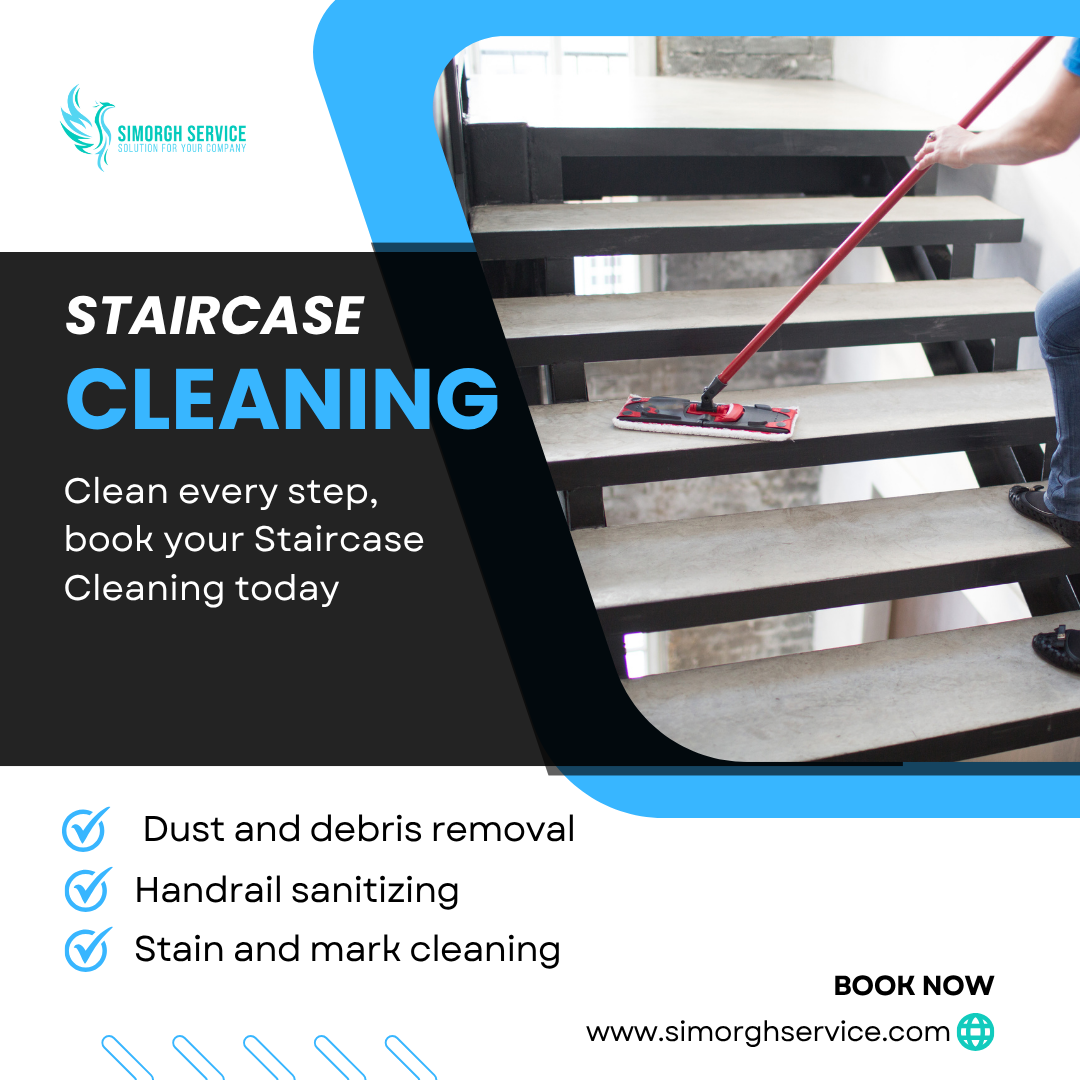 SIMORGH SERVICE
SOLUTION FOR YOUR COMPANY
STAIRCASE
CLEANING
Clean every step,
book your Staircase
Cleaning today
Dust and debris removal
Handrail sanitizing
Stain and mark cleaning
BOOK NOW
www.simorghservice.com